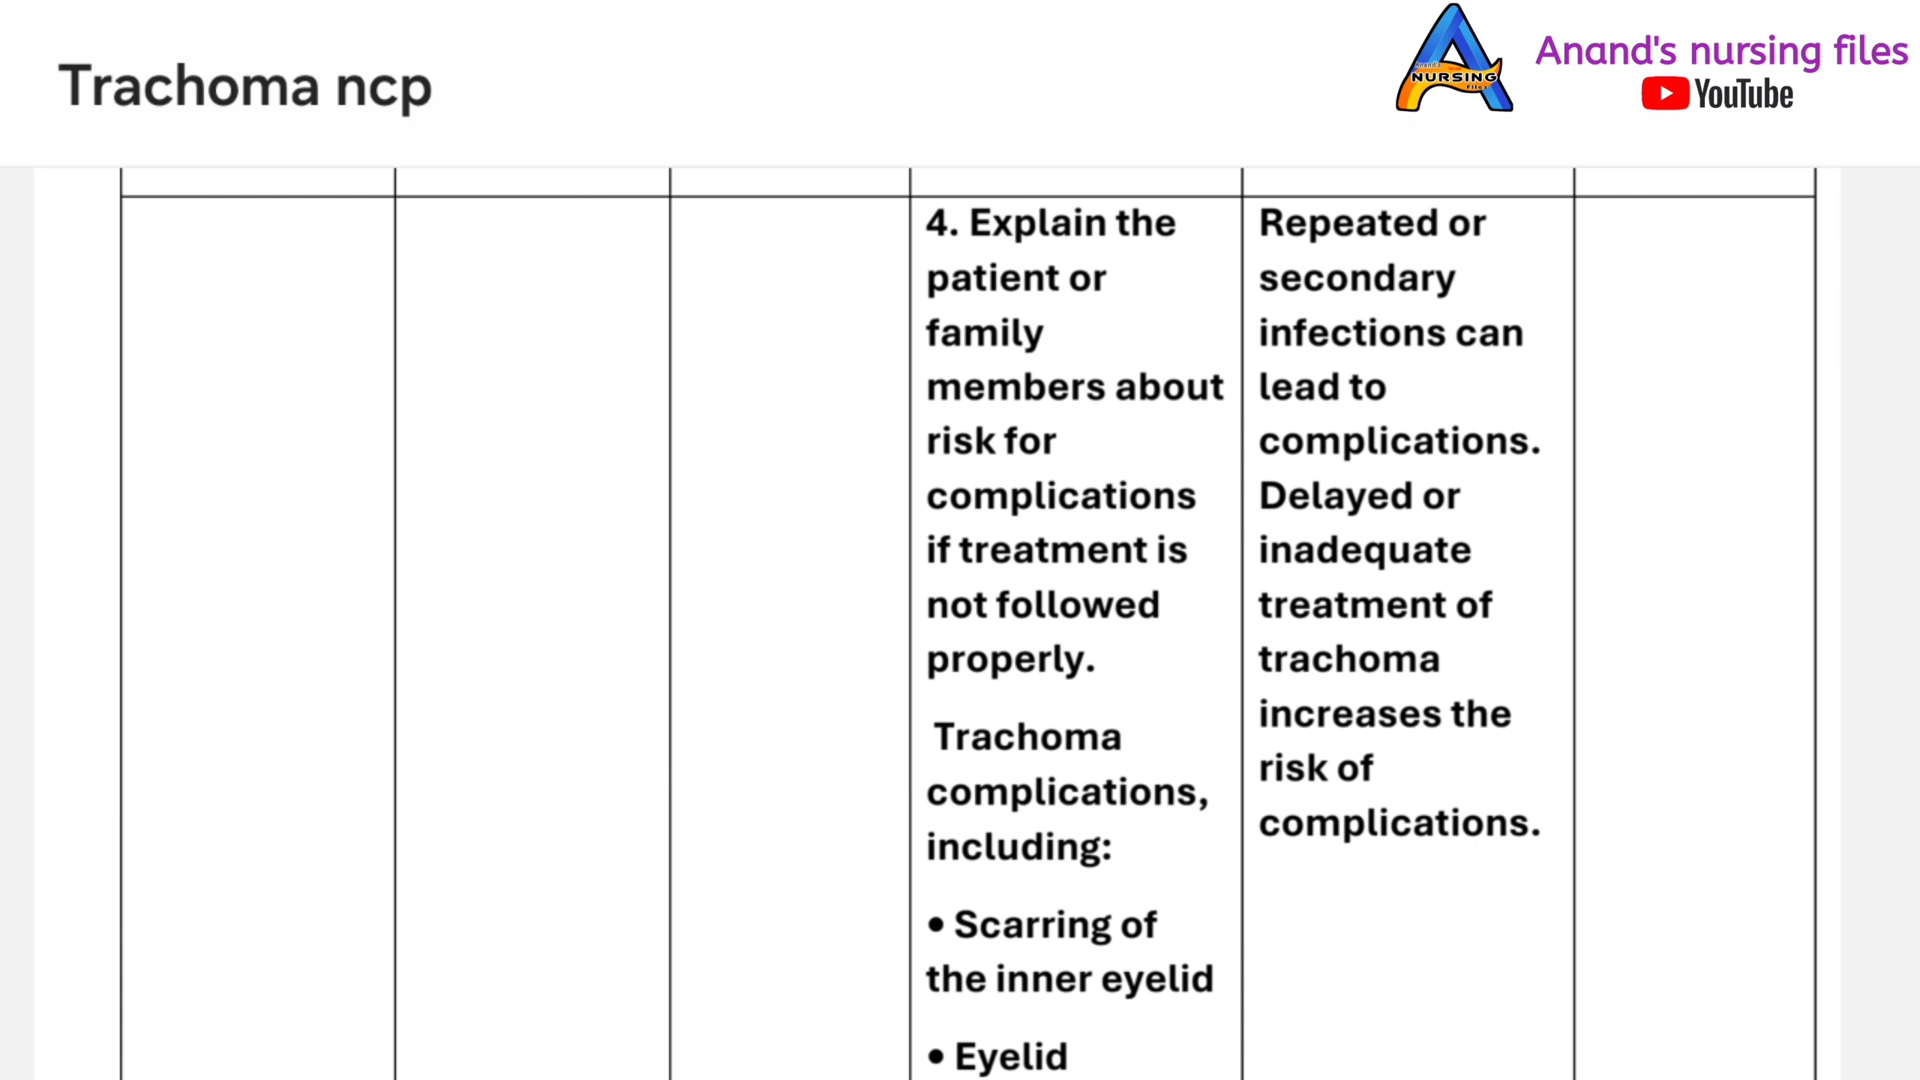 Trachoma ncp
Anand's
NURSING
Files
Anand's nursing files
YouTube
4. Explain the
patient or
family
members about
risk for
complications
if treatment is
not followed
properly.
Trachoma
complications,
including:
• Scarring of
the inner eyelid
• Eyelid
Repeated or
secondary
infections can
lead to
complications.
Delayed or
inadequate
treatment of
trachoma
increases the
risk of
complications.